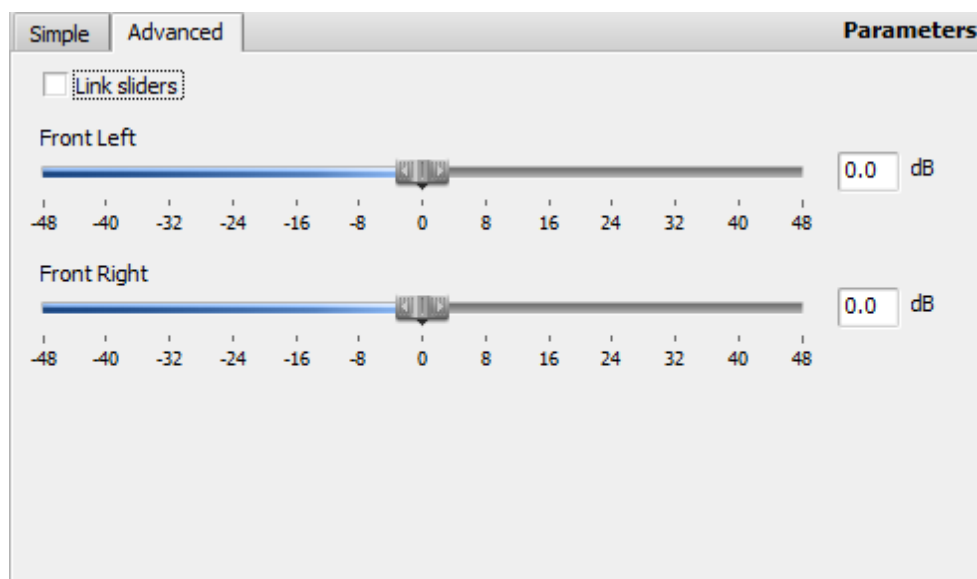 Simple Advanced Parameters
Link sliders
Front Left
0.0 dB
-48 -40 -32 -24 -16 -8 0 8 16 24 32 40 48
Front Right
0.0 dB
-48 -40 -32 -24 -16 -8 0 8 16 24 32 40 48